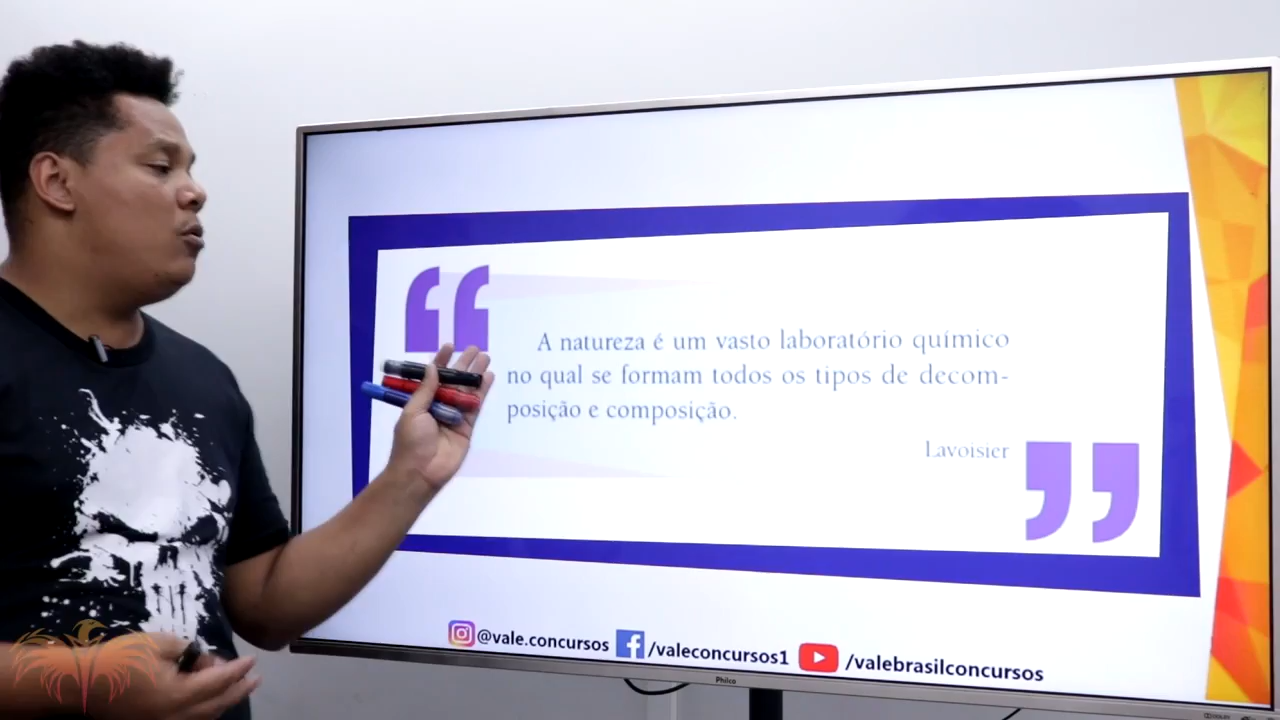 A natureza é um vasto laboratório químico
no qual se formam todos os tipos de decom-
posição e composição.
Lavoisier
@vale.concursos /valeconcursos1 /valebrasilconcursos
Philco